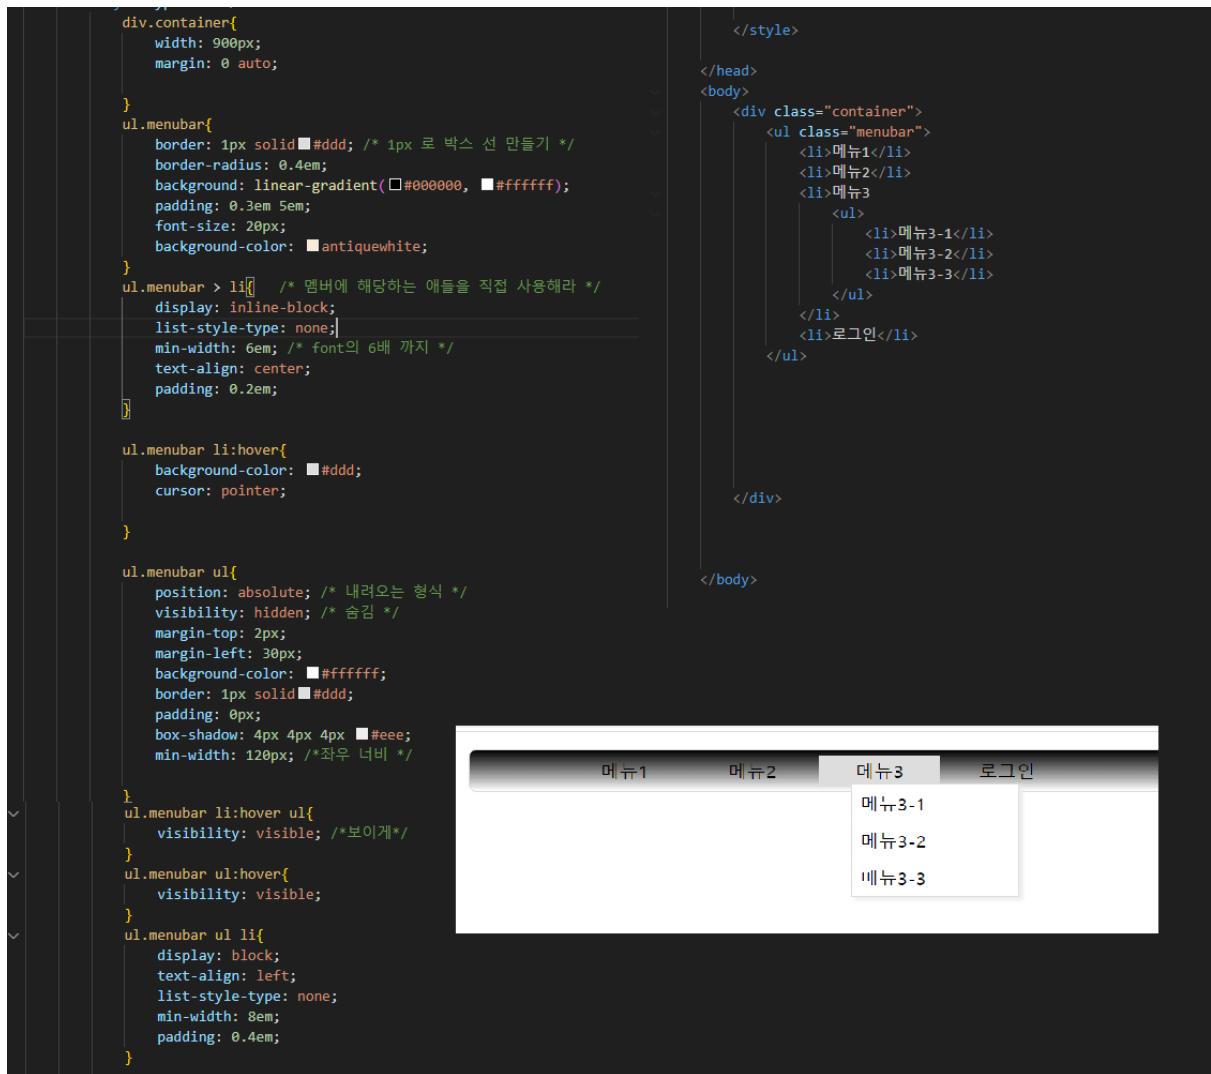 div.container{
width: 900px;
margin: 0 auto;
}
ul.menubar{
border: 1px solid #ddd; /* 1px 로 박스 선 만들기 */
border-radius: 0.4em;
background: linear-gradient( #000000, #ffffff);
padding: 0.3em 5em;
font-size: 20px;
background-color: antiquewhite;
}
ul.menubar > li{ /* 멤버에 해당하는 애들을 직접 사용해라 */
display: inline-block;
list-style-type: none;
min-width: 6em; /* font의 6배 까지 */
text-align: center;
padding: 0.2em;
}
ul.menubar li:hover{
background-color: #ddd;
cursor: pointer;
}
ul.menubar ul{
position: absolute; /* 내려오는 형식 */
visibility: hidden; /* 숨김 */
margin-top: 2px;
margin-left: 30px;
background-color: #ffffff;
border: 1px solid #ddd;
padding: 0px;
box-shadow: 4px 4px 4px #eee;
min-width: 120px; /*좌우 너비 */
}
ul.menubar li:hover ul{
visibility: visible; /*보이게*/
}
ul.menubar ul:hover{
visibility: visible;
}
ul.menubar ul li{
display: block;
text-align: left;
list-style-type: none;
min-width: 8em;
padding: 0.4em;
}
</style>
</head>
<body>
<div class="container">
<ul class="menubar">
<li>메뉴1</li>
<li>메뉴2</li>
<li>메뉴3
<ul>
<li>메뉴3-1</li>
<li>메뉴3-2</li>
<li>메뉴3-3</li>
</ul>
</li>
<li>로그인</li>
</ul>
</div>
</body>
메뉴1 메뉴2 메뉴3 로그인
메뉴3-1
메뉴3-2
메뉴3-3